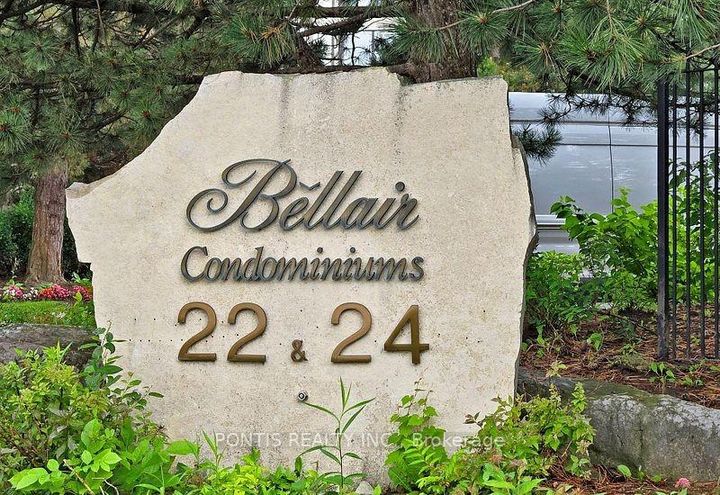 Bellair
Condominiums
22 & 24
PONTIS REALTY INC., Brokerage